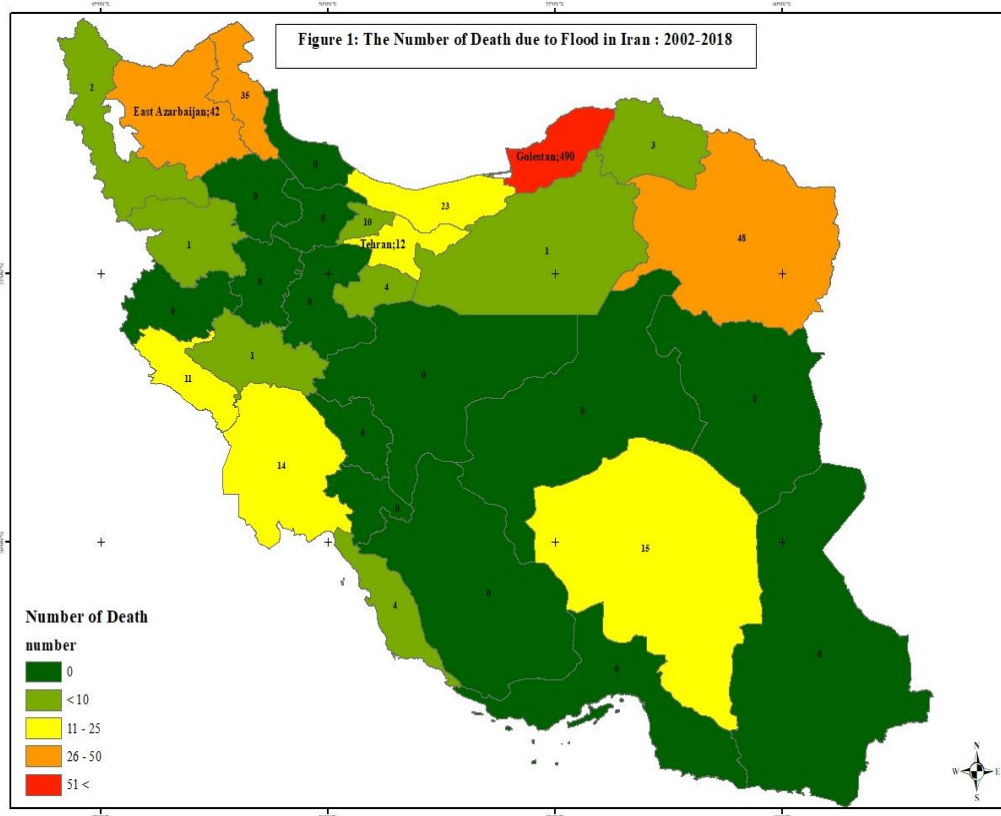 Figure 1: The Number of Death due to Flood in Iran : 2002-2018
2
East Azarbaijan;42
35
0
Golestan;490
3
0
0
10
23
48
1
Tehran;12
1
0
4
0
0
1
11
0
0
0
0
14
0
15
4
0
0
0
Number of Death
number
0
< 10
11 - 25
26 - 50
51 <
N
W
E
S